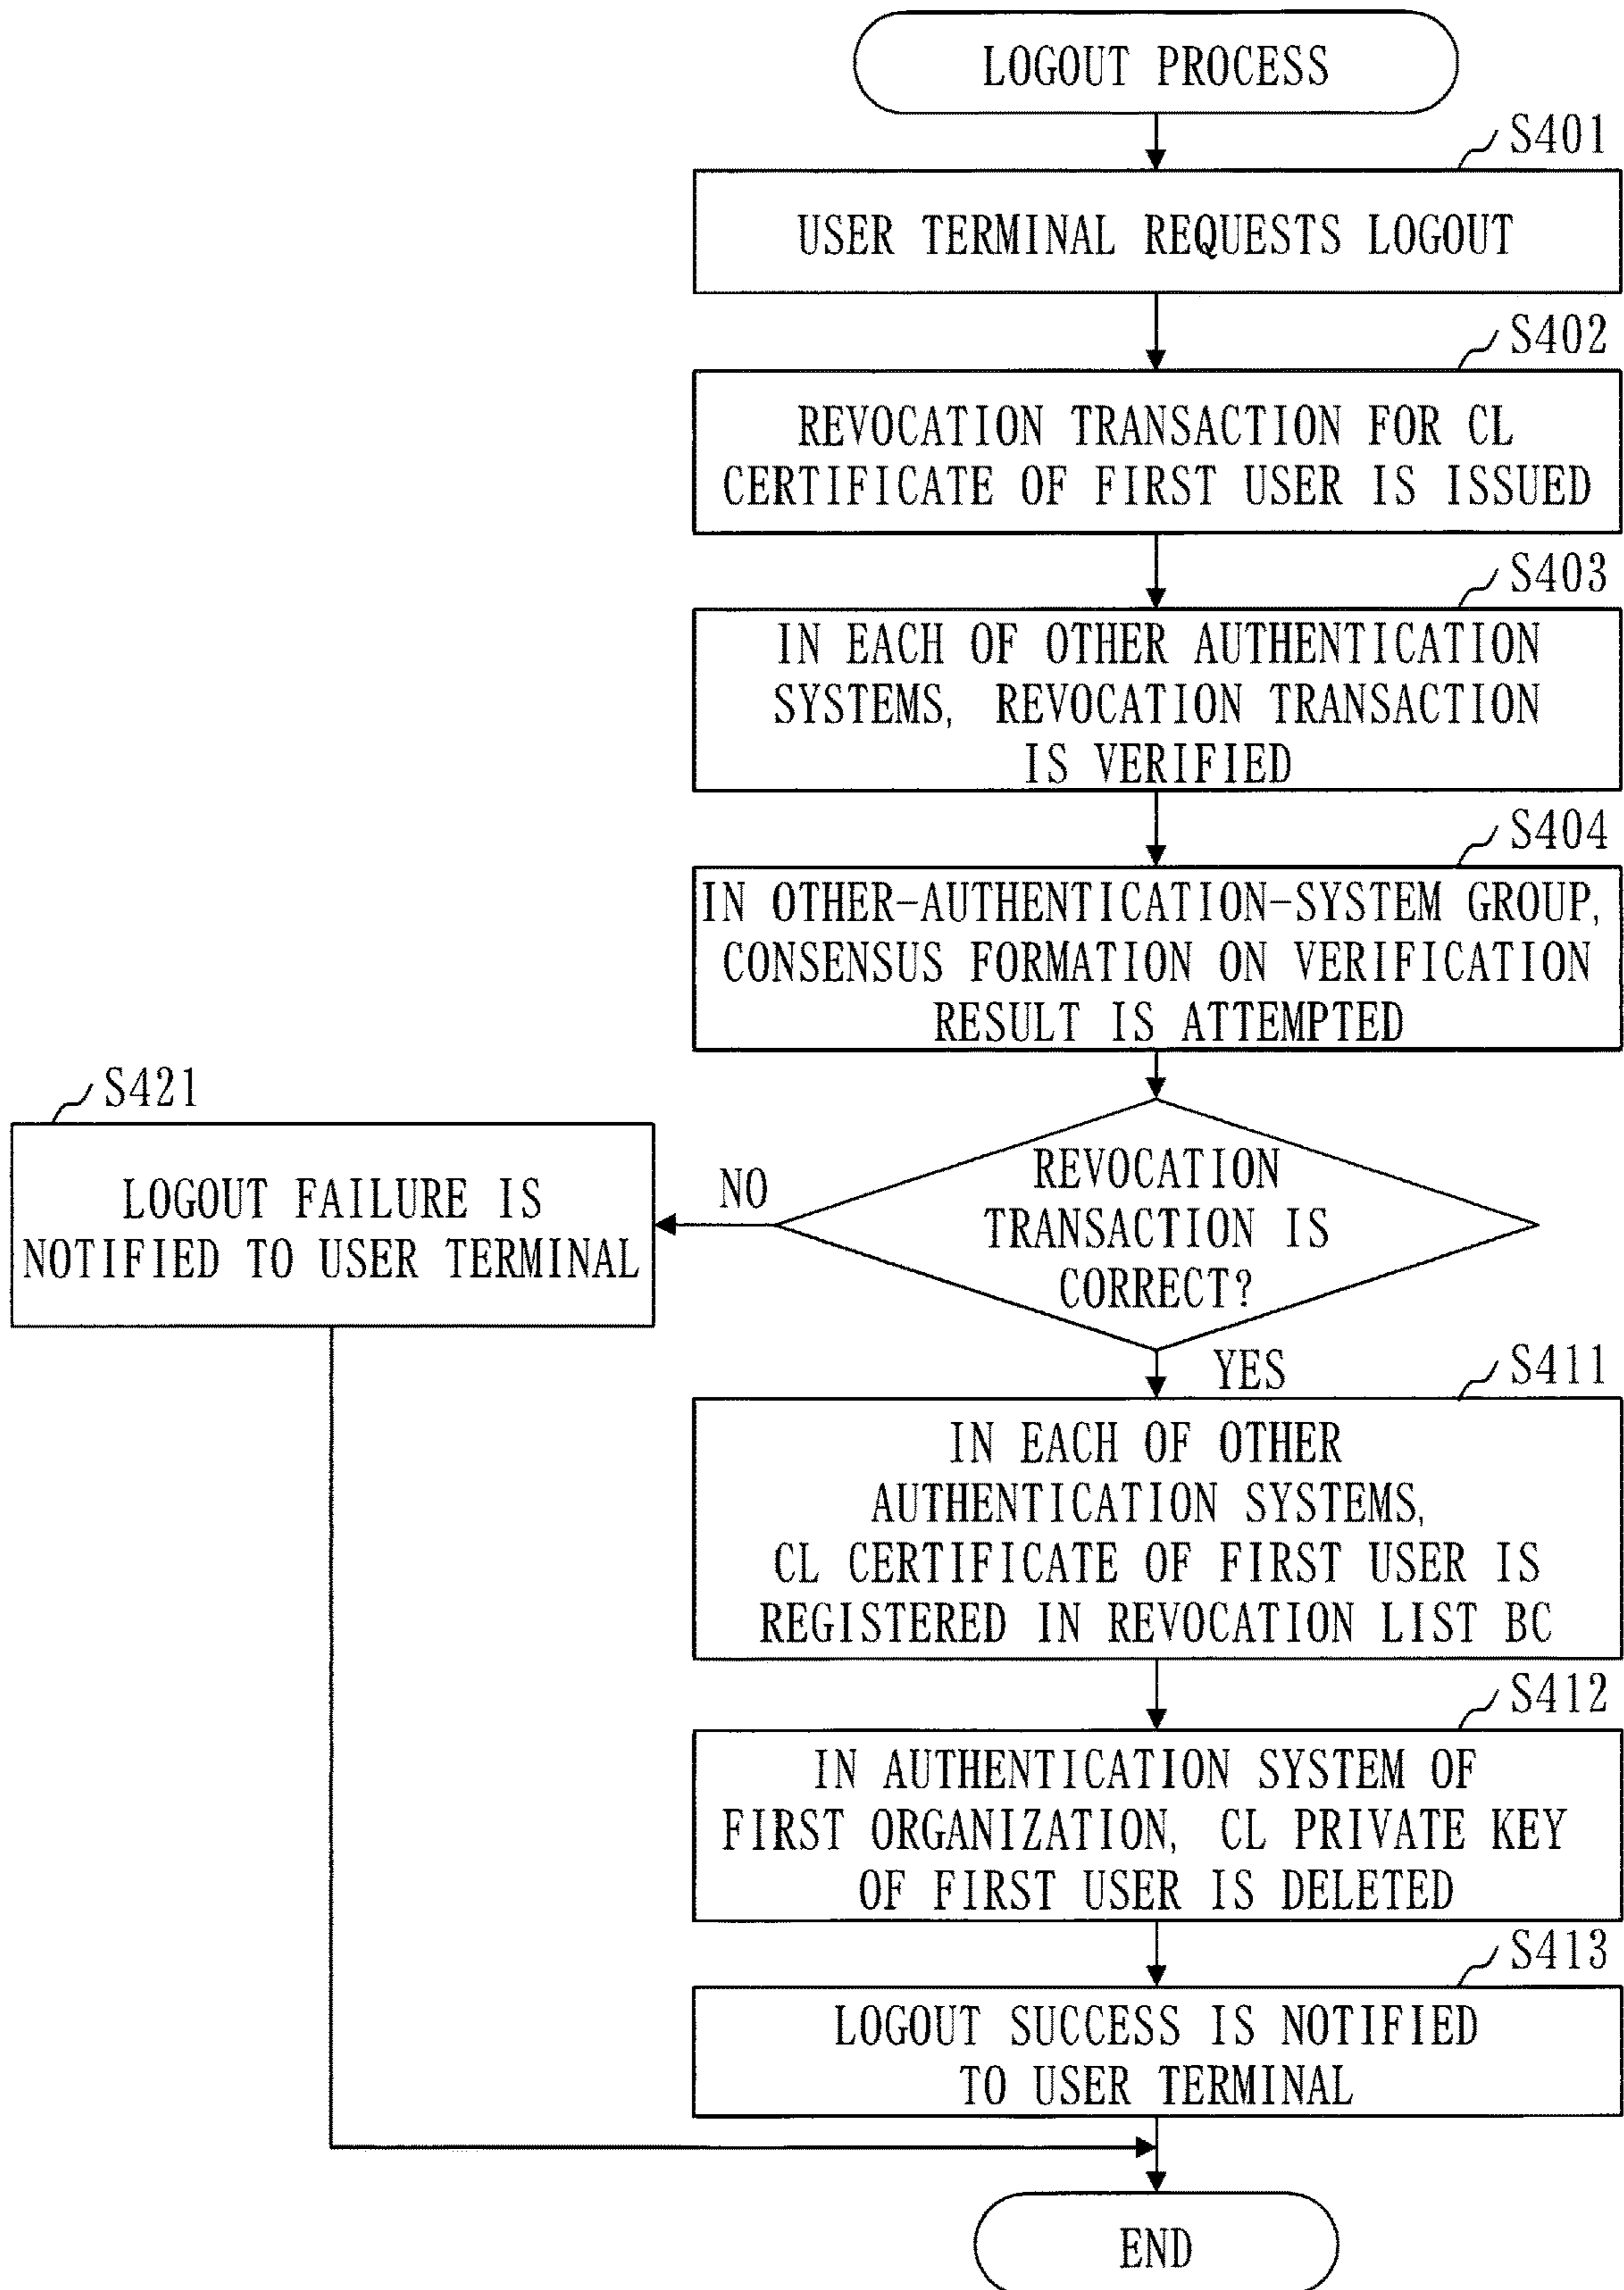 LOGOUT PROCESS
S401
USER TERMINAL REQUESTS LOGOUT
S402
REVOCATION TRANSACTION FOR CL
CERTIFICATE OF FIRST USER IS ISSUED
S403
IN EACH OF OTHER AUTHENTICATION
SYSTEMS, REVOCATION TRANSACTION
IS VERIFIED
S404
IN OTHER-AUTHENTICATION-SYSTEM GROUP,
CONSENSUS FORMATION ON VERIFICATION
RESULT IS ATTEMPTED
REVOCATION
TRANSACTION IS
CORRECT?
NO
S421
LOGOUT FAILURE IS
NOTIFIED TO USER TERMINAL
YES
S411
IN EACH OF OTHER
AUTHENTICATION SYSTEMS,
CL CERTIFICATE OF FIRST USER IS
REGISTERED IN REVOCATION LIST BC
S412
IN AUTHENTICATION SYSTEM OF
FIRST ORGANIZATION, CL PRIVATE KEY
OF FIRST USER IS DELETED
S413
LOGOUT SUCCESS IS NOTIFIED
TO USER TERMINAL
END